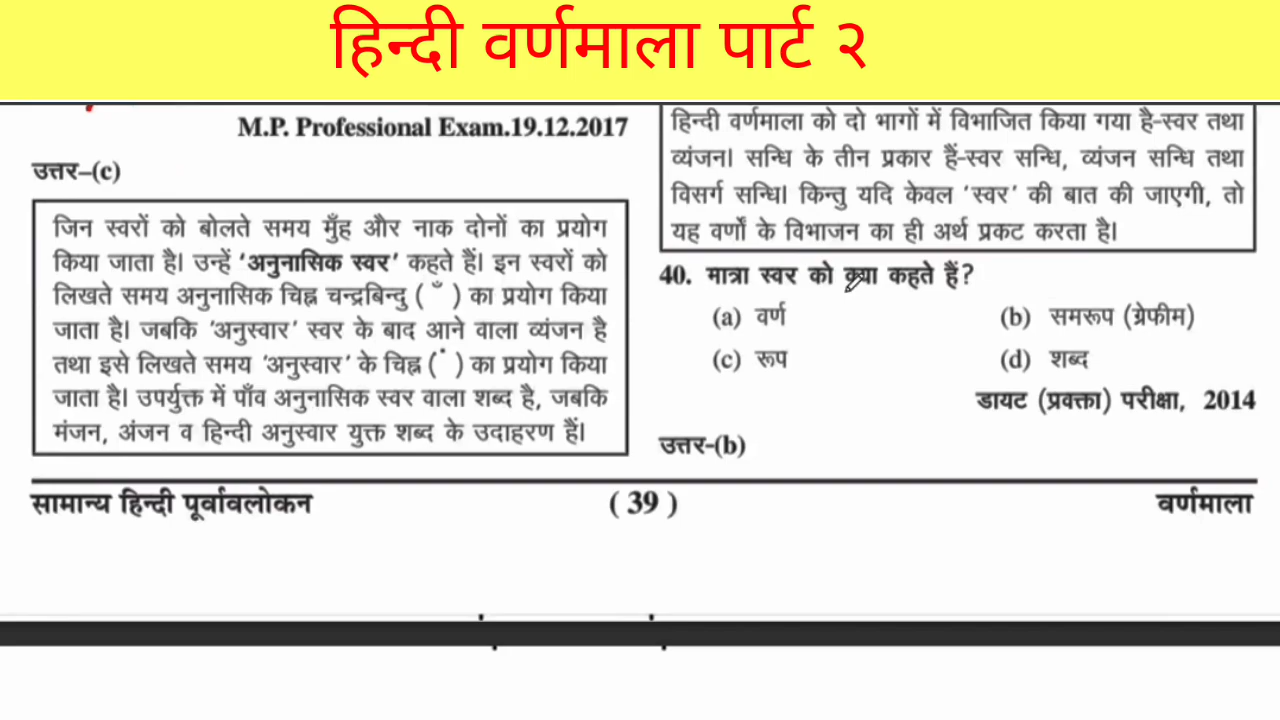 हिन्दी वर्णमाला पार्ट २
M.P. Professional Exam.19.12.2017
उत्तर–(c)
जिन स्वरों को बोलते समय मुँह और नाक दोनों का प्रयोग
किया जाता है। उन्हें ‘अनुनासिक स्वर’ कहते हैं। इन स्वरों को
लिखते समय अनुनासिक चिह्न चन्द्रबिन्दु ( ँ ) का प्रयोग किया
जाता है। जबकि ‘अनुस्वार’ स्वर के बाद आने वाला व्यंजन है
तथा इसे लिखते समय ‘अनुस्वार’ के चिह्न ( ं ) का प्रयोग किया
जाता है। उपर्युक्त में पाँव अनुनासिक स्वर वाला शब्द है, जबकि
मंजन, अंजन व हिन्दी अनुस्वार युक्त शब्द के उदाहरण हैं।
हिन्दी वर्णमाला को दो भागों में विभाजित किया गया है-स्वर तथा
व्यंजन। सन्धि के तीन प्रकार हैं-स्वर सन्धि, व्यंजन सन्धि तथा
विसर्ग सन्धि। किन्तु यदि केवल ‘स्वर’ की बात की जाएगी, तो
यह वर्णों के विभाजन का ही अर्थ प्रकट करता है।
40. मात्रा स्वर को क्या कहते हैं?
(a) वर्ण (b) समरूप (ग्रेफीम)
(c) रूप (d) शब्द
डायट (प्रवक्ता) परीक्षा, 2014
उत्तर-(b)
सामान्य हिन्दी पूर्वावलोकन ( 39 ) वर्णमाला